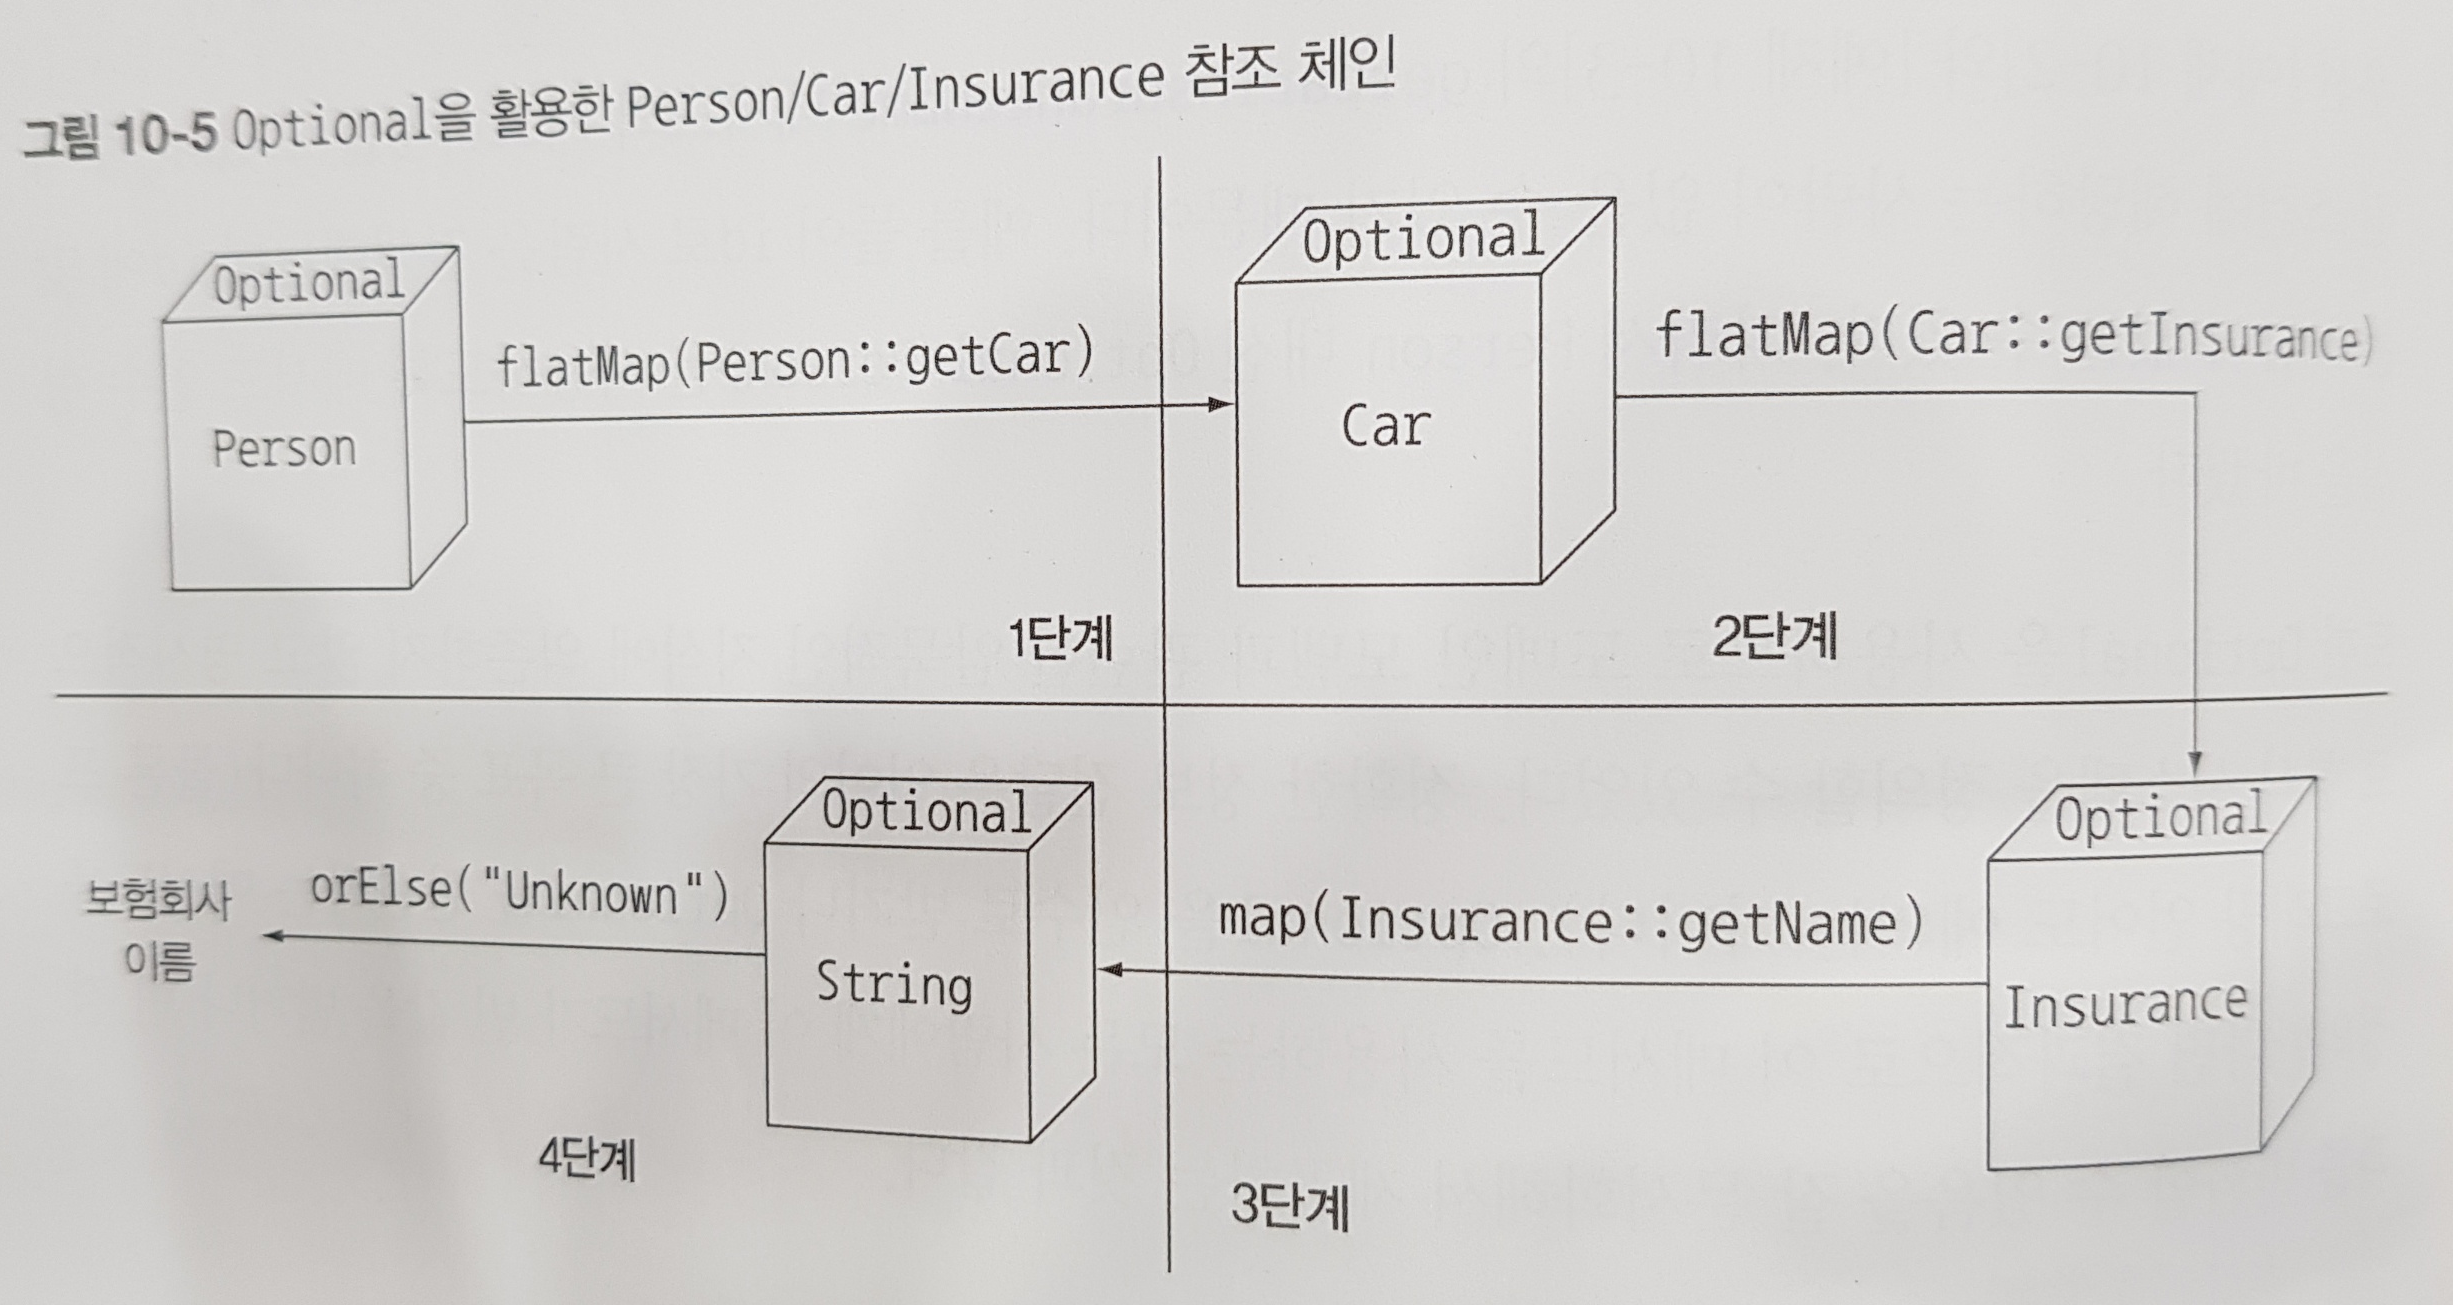 그림 10-5 Optional을 활용한 Person/Car/Insurance 참조 체인
Optional
Person
flatMap(Person::getCar)
1단계
Optional
Car
flatMap(Car::getInsurance)
2단계
Optional
Insurance
map(Insurance::getName)
3단계
Optional
String
orElse("Unknown")
4단계
보험회사
이름